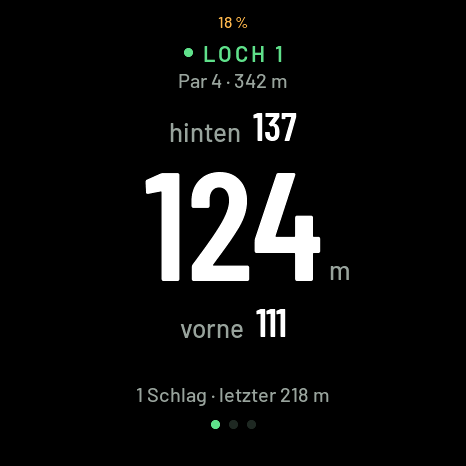 18 %
LOCH 1
Par 4 · 342 m
hinten 137
124 m
vorne 111
1 Schlag · letzter 218 m